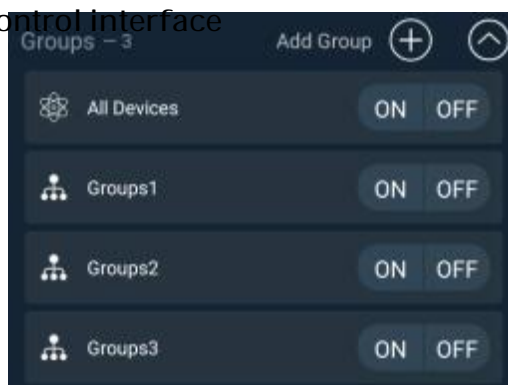 ontrol interface
Groups – 3 Add Group
All Devices ON OFF
Groups1 ON OFF
Groups2 ON OFF
Groups3 ON OFF